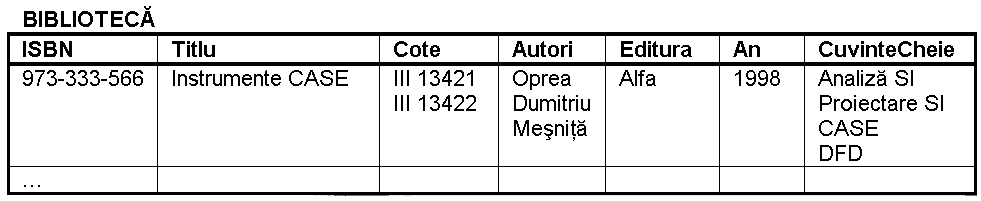 BIBLIOTECĂ
ISBN Titlu Cote Autori Editura An CuvinteCheie
973-333-566 Instrumente CASE III 13421 Oprea Alfa 1998 Analiză SI
III 13422 Dumitriu Proiectare SI
Meşniţă CASE
DFD
...